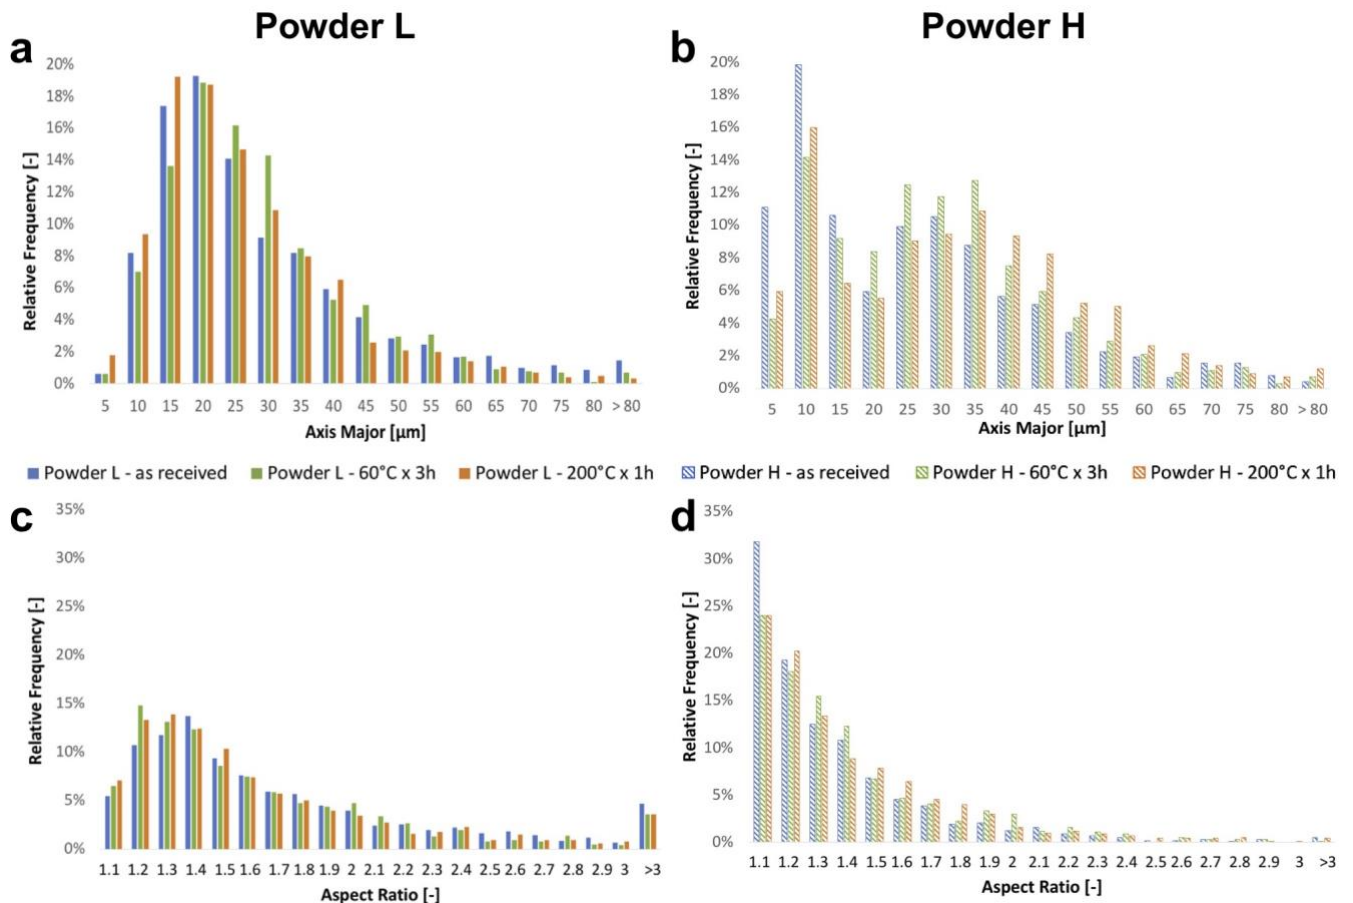 Powder L
Powder H
a
20%
18%
16%
14%
12%
10%
8%
6%
4%
2%
0%
Relative Frequency [-]
5 10 15 20 25 30 35 40 45 50 55 60 65 70 75 80 > 80
Axis Major [µm]
b
20%
18%
16%
14%
12%
10%
8%
6%
4%
2%
0%
Relative Frequency [-]
5 10 15 20 25 30 35 40 45 50 55 60 65 70 75 80 > 80
Axis Major [µm]
Powder L - as received Powder L - 60°C x 3h Powder L - 200°C x 1h
Powder H - as received Powder H - 60°C x 3h Powder H - 200°C x 1h
c
35%
30%
25%
20%
15%
10%
5%
0%
Relative Frequency [-]
1.1 1.2 1.3 1.4 1.5 1.6 1.7 1.8 1.9 2 2.1 2.2 2.3 2.4 2.5 2.6 2.7 2.8 2.9 3 >3
Aspect Ratio [-]
d
35%
30%
25%
20%
15%
10%
5%
0%
Relative Frequency [-]
1.1 1.2 1.3 1.4 1.5 1.6 1.7 1.8 1.9 2 2.1 2.2 2.3 2.4 2.5 2.6 2.7 2.8 2.9 3 >3
Aspect Ratio [-]